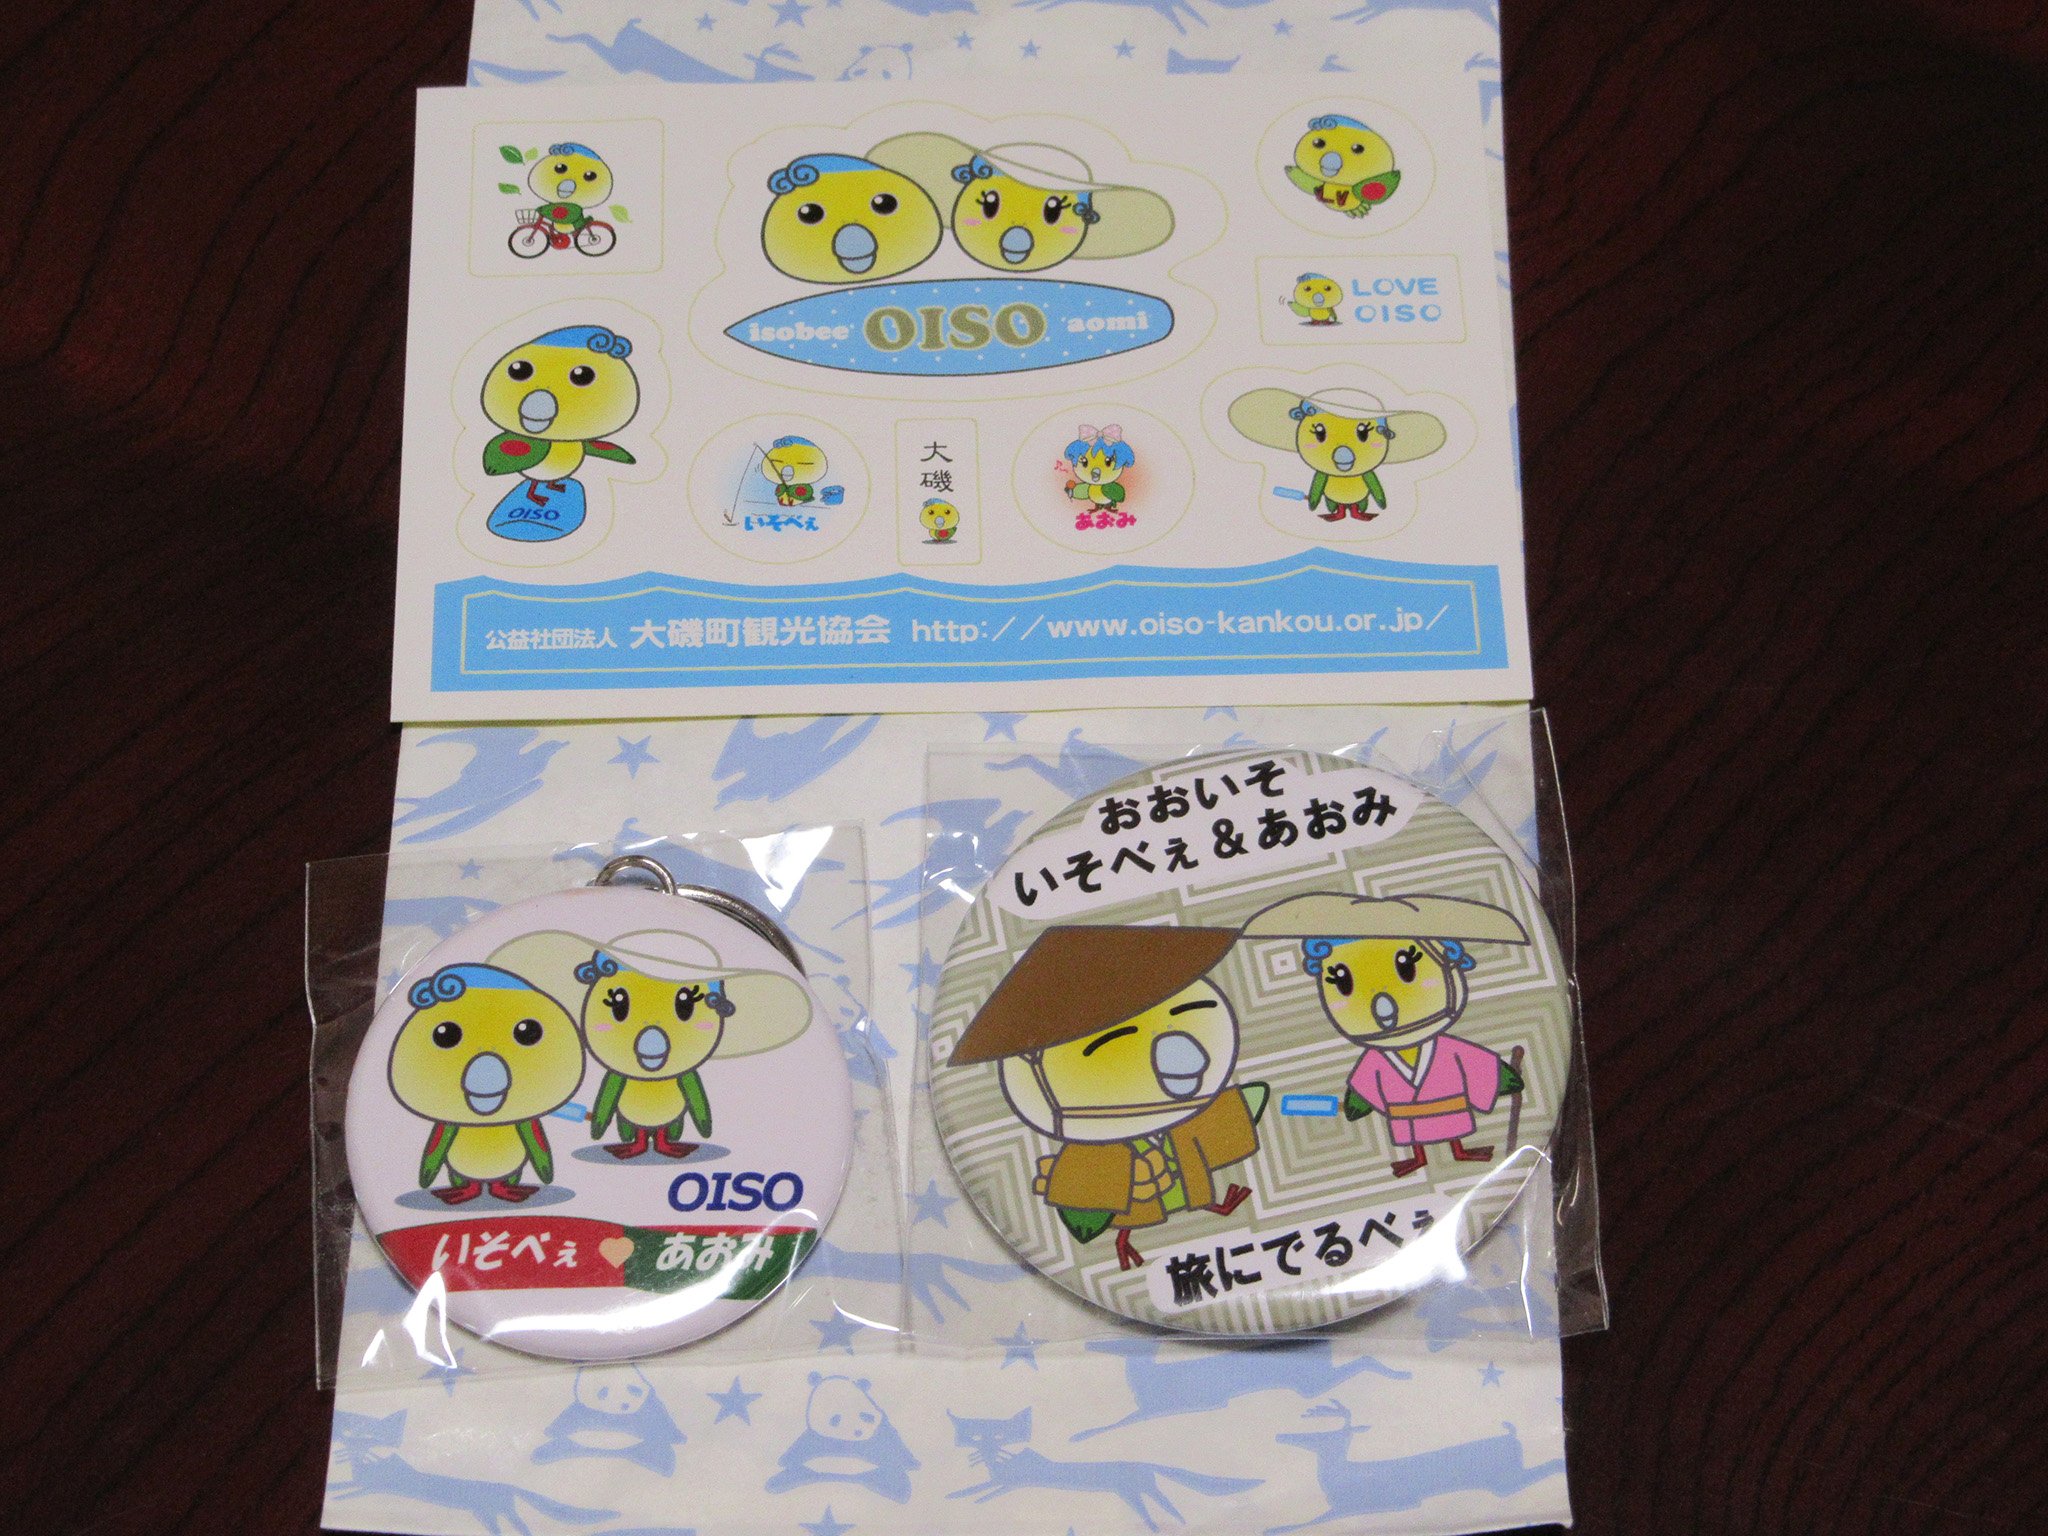 isobee OISO aomi
LOVE
OISO
OISO
いそべぇ
大
磯
あおみ
公益社団法人 大磯町観光協会 http://www.oiso-kankou.or.jp/
おおいそ
いそべぇ&あおみ
OISO
いそべぇ あおみ
旅にでるべぇ